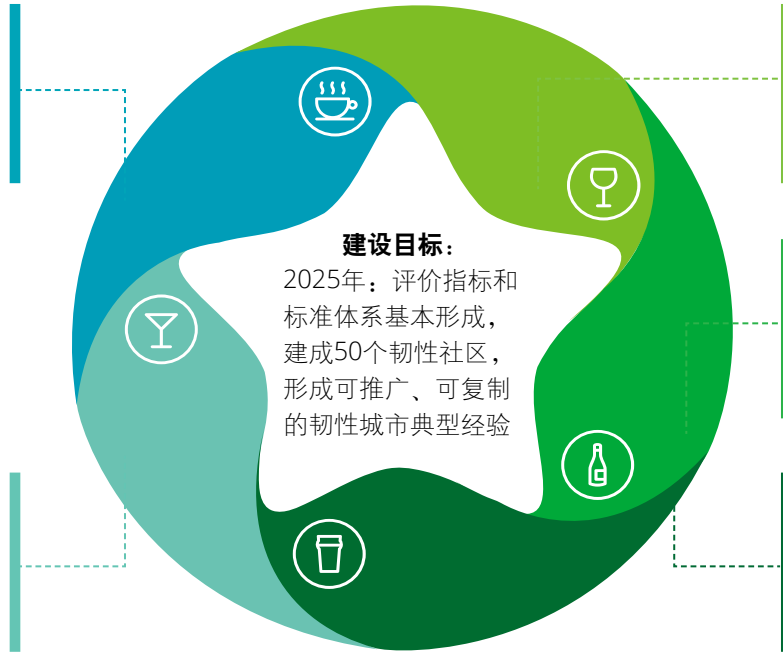 建设目标：
2025年：评价指标和
标准体系基本形成，
建成50个韧性社区，
形成可推广、可复制
的韧性城市典型经验